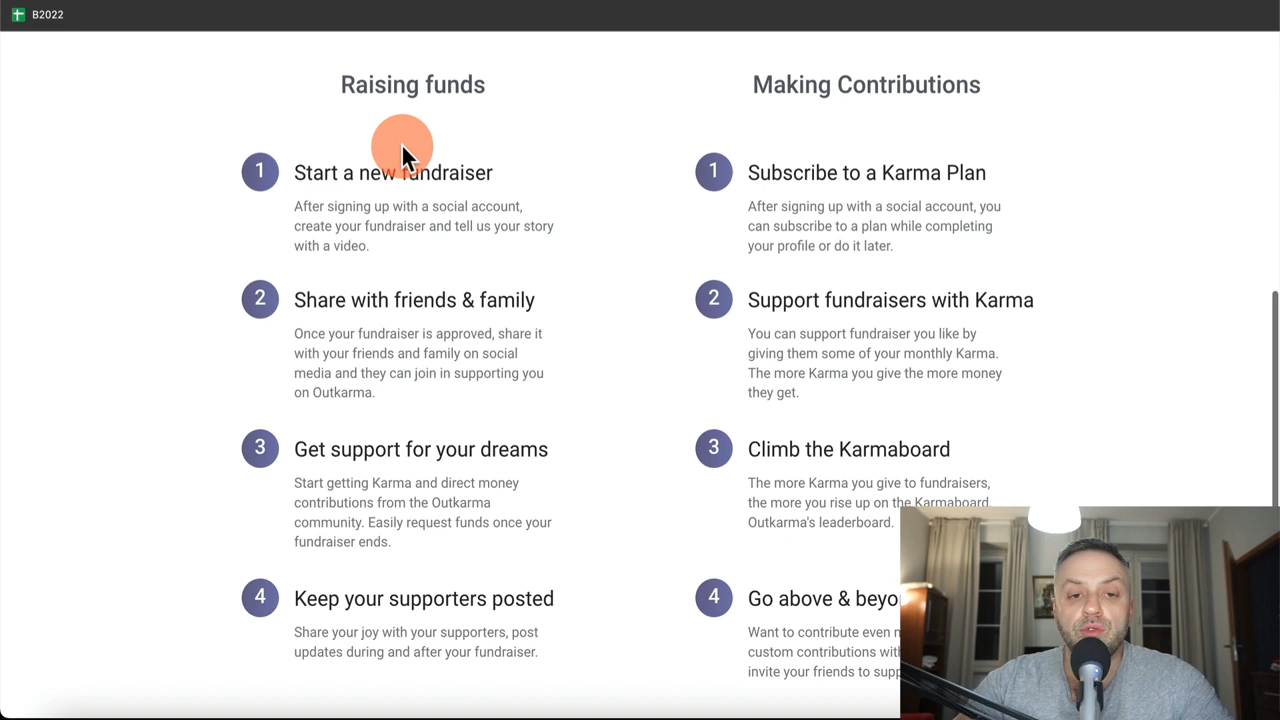 B2022
Raising funds
1
Start a new fundraiser
After signing up with a social account,
create your fundraiser and tell us your story
with a video.
2
Share with friends & family
Once your fundraiser is approved, share it
with your friends and family on social
media and they can join in supporting you
on Outkarma.
3
Get support for your dreams
Start getting Karma and direct money
contributions from the Outkarma
community. Easily request funds once your
fundraiser ends.
4
Keep your supporters posted
Share your joy with your supporters, post
updates during and after your fundraiser.
Making Contributions
1
Subscribe to a Karma Plan
After signing up with a social account, you
can subscribe to a plan while completing
your profile or do it later.
2
Support fundraisers with Karma
You can support fundraiser you like by
giving them some of your monthly Karma.
The more Karma you give the more money
they get.
3
Climb the Karmaboard
The more Karma you give to fundraisers,
the more you rise up on the Karmaboard,
Outkarma's leaderboard.
4
Go above &
Want to contribute even
custom contributions
invite your friends to